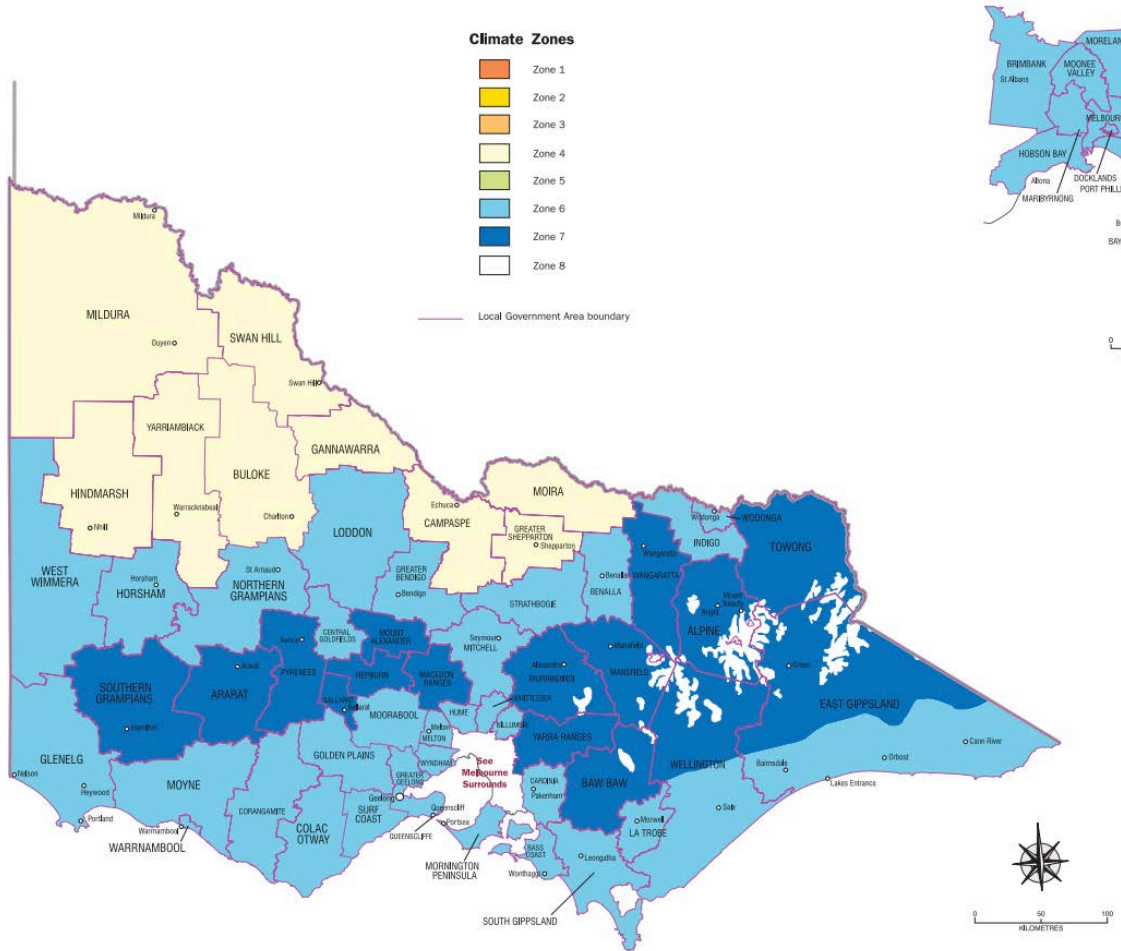 Climate Zones
Zone 1
Zone 2
Zone 3
Zone 4
Zone 5
Zone 6
Zone 7
Zone 8
Local Government Area boundary
BRIMBANK
St Albans
MOONEE
VALLEY
HOBSON BAY
Altona
DOCKLANDS
MARIBYRNONG
0
Mildura
MILDURA
Ouyen
SWAN HILL
Swan Hill
YARRIAMBIACK
GANNAWARRA
BULOKE
HINDMARSH
Nhill
Warracknabeal
Charlton
MOIRA
Echuca
CAMPASPE
GREATER
SHEPPARTON
Shepparton
LODDON
WEST
WIMMERA
Horsham
HORSHAM
St Arnaud
NORTHERN
GRAMPIANS
GREATER
BENDIGO
Bendigo
STRATHBOGIE
Benalla
BENALLA
Wodonga
WODONGA
INDIGO
TOWONG
Wangaratta
WANGARATTA
ALPINE
Bright
Mount
Beauty
Omeo
CENTRAL
GOLDFIELDS
MOUNT
ALEXANDER
Seymour
MITCHELL
Mansfield
MANSFIELD
Alexandra
MURRINDINDI
Avoca
PYRENEES
Ararat
ARARAT
SOUTHERN
GRAMPIANS
Hamilton
HEPBURN
MACEDON
RANGES
BALLARAT
Ballarat
MOORABOOL
HUME
WHITTLESEA
NILLUMBIK
Melton
MELTON
WYNDHAM
See
Melbourne
Surrounds
YARRA RANGES
EAST GIPPSLAND
Cann River
Orbost
Bairnsdale
Lakes Entrance
WELLINGTON
Sale
BAW BAW
CARDINIA
Pakenham
Morwell
LA TROBE
GLENELG
Nelson
Heywood
Portland
MOYNE
Warrnambool
WARRNAMBOOL
CORANGAMITE
COLAC
OTWAY
GOLDEN PLAINS
GREATER
GEELONG
Geelong
SURF
COAST
Queenscliff
QUEENSCLIFFE
Portsea
MORNINGTON
PENINSULA
BASS
COAST
Wonthaggi
Leongatha
SOUTH GIPPSLAND
0 50 100
KILOMETRES